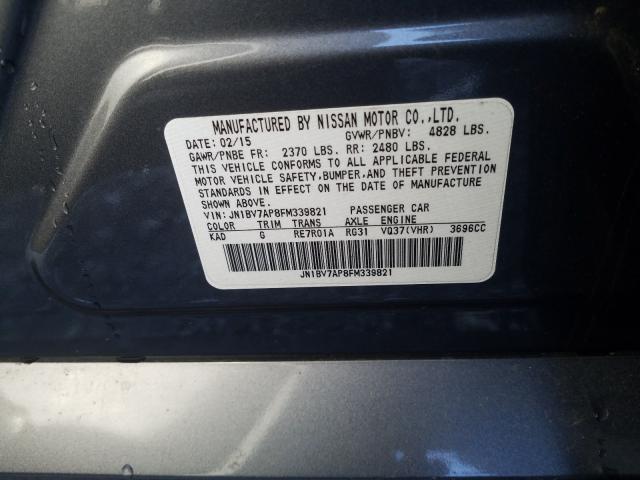 MANUFACTURED BY NISSAN MOTOR CO.,LTD.
DATE: 02/15 GVWR/PNBV: 4828 LBS.
GAWR/PNBE FR: 2370 LBS. RR: 2480 LBS.
THIS VEHICLE CONFORMS TO ALL APPLICABLE FEDERAL
MOTOR VEHICLE SAFETY,BUMPER,AND THEFT PREVENTION
STANDARDS IN EFFECT ON THE DATE OF MANUFACTURE
SHOWN ABOVE.
VIN: JN1BV7AP8FM339821 PASSENGER CAR
COLOR TRIM TRANS AXLE ENGINE
KAD G RE7R01A RG31 VQ37(VHR) 3696CC
JN1BV7AP8FM339821